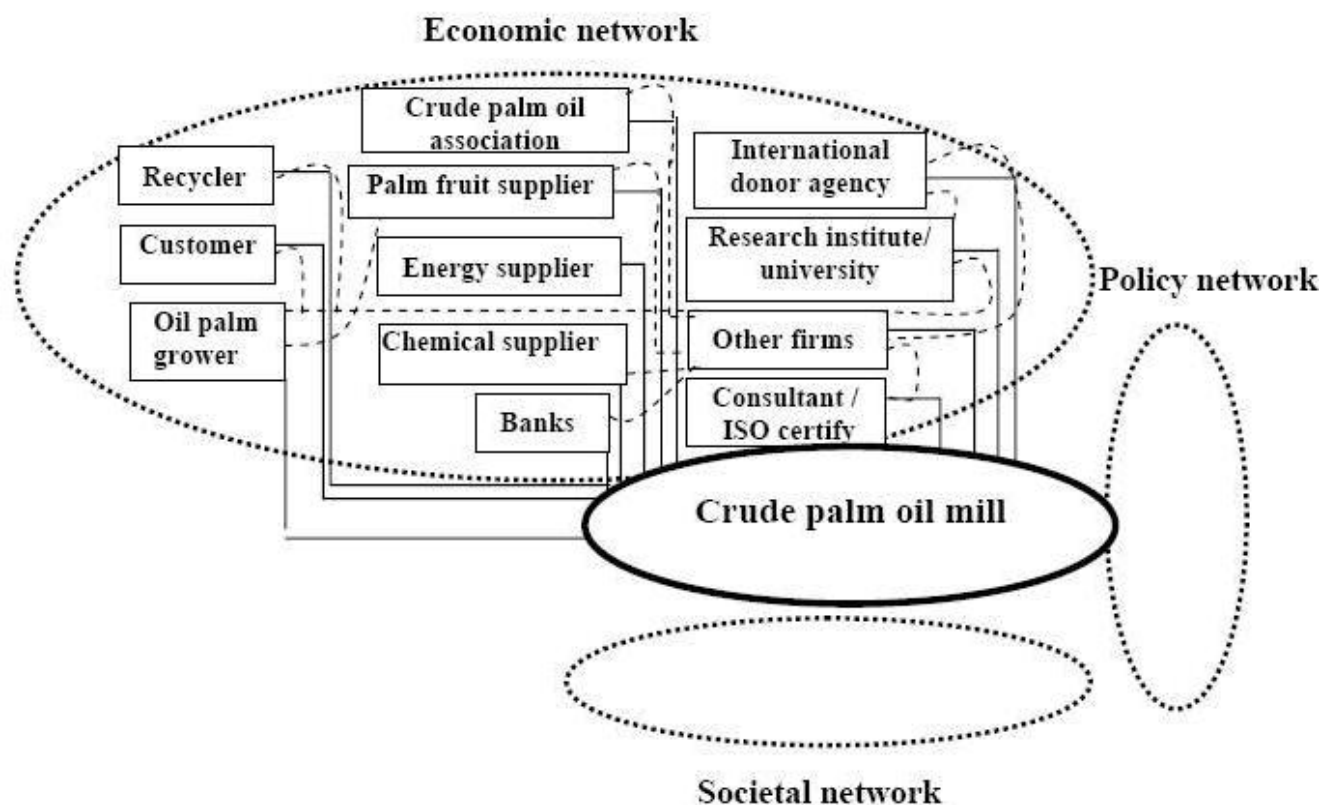 Economic network
Crude palm oil
association
Recycler
Palm fruit supplier
International
donor agency
Customer
Energy supplier
Research institute/
university
Policy network
Oil palm
grower
Chemical supplier
Other firms
Banks
Consultant /
ISO certify
Crude palm oil mill
Societal network